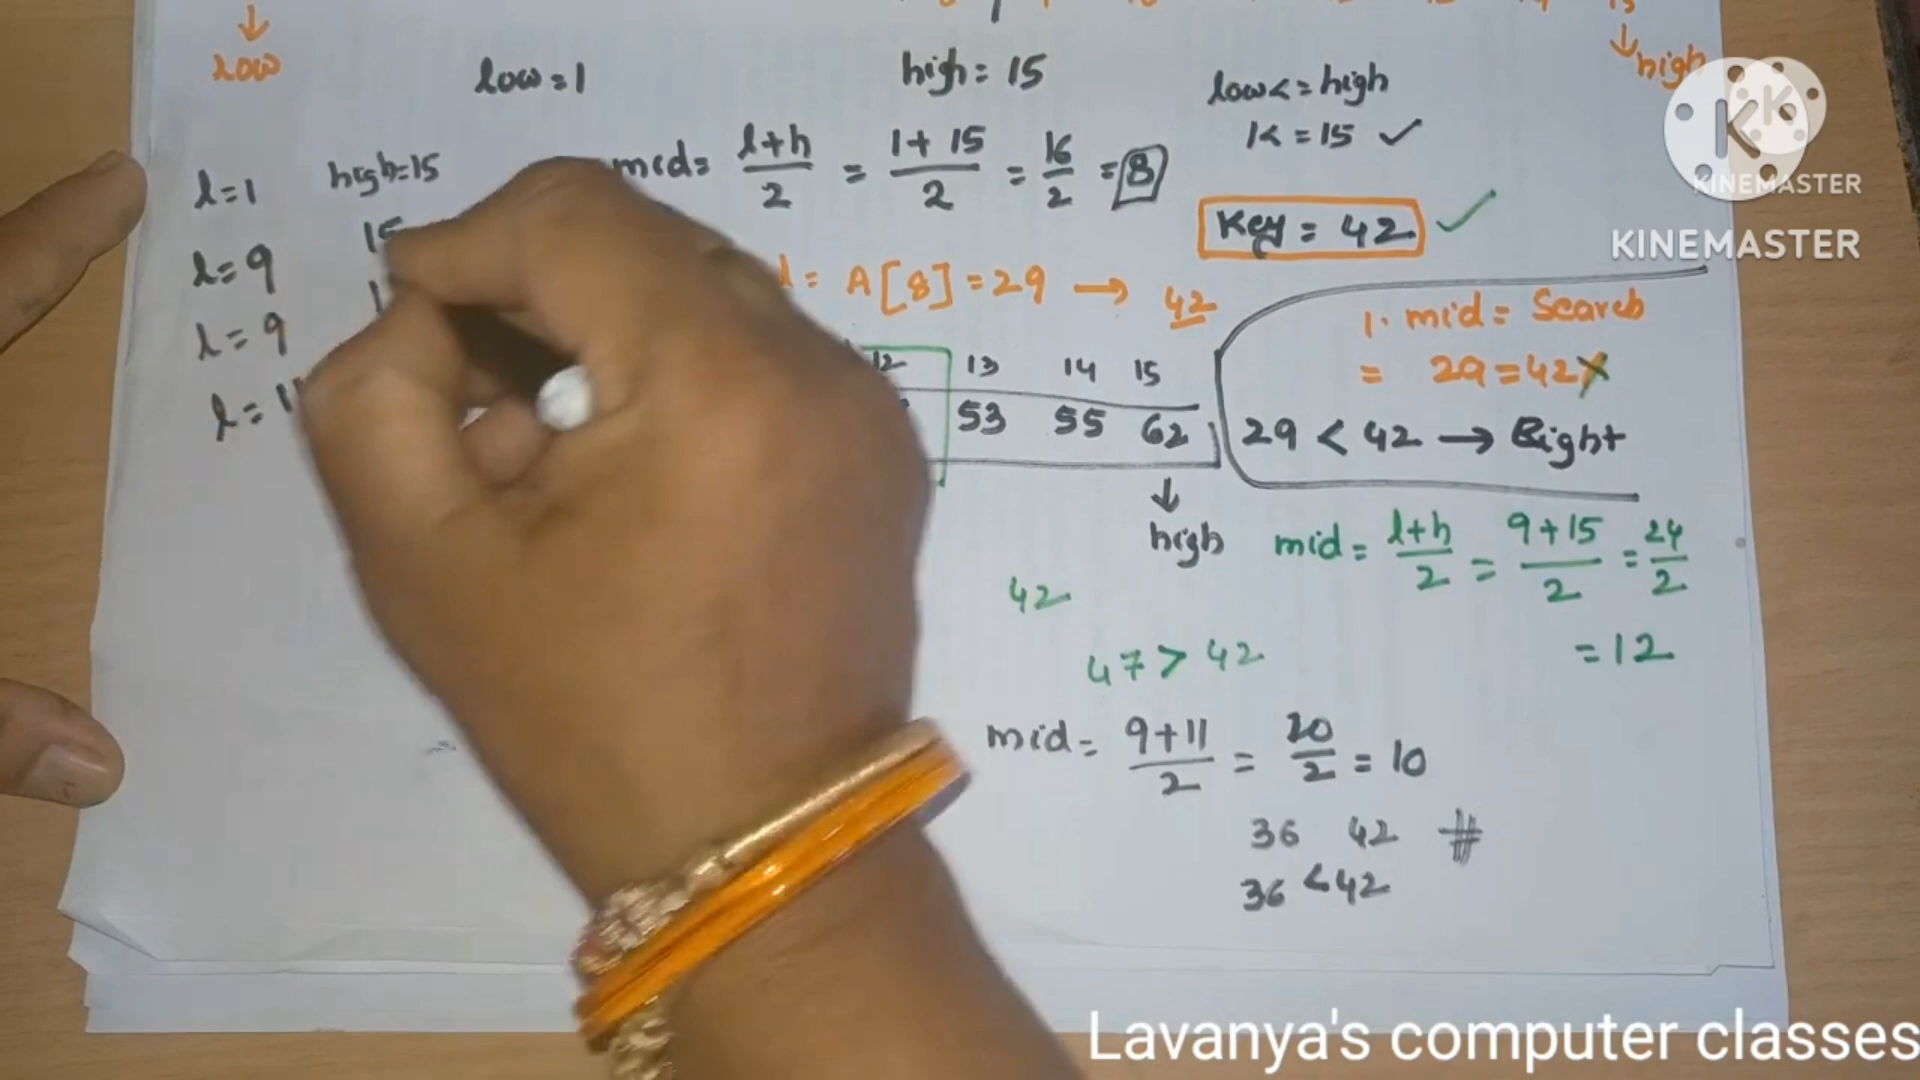 low
low=1
high=15
low<=high
high
1<=15 ✓
mid= l+h/2 = 1+15/2 = 16/2 = 8
l=1
high=15
Key = 42 ✓
l=9
15
l= A[8]=29 → 42
l=9
1. mid= Search
= 29=42X
12 13 14 15
53 55 62
29 < 42 → Right
high
mid= l+h/2 = 9+15/2 = 24/2
=12
42
47 > 42
mid= 9+11/2 = 20/2 = 10
36 42 #
36 <42
KINEMASTER
KINEMASTER
Lavanya's computer classes